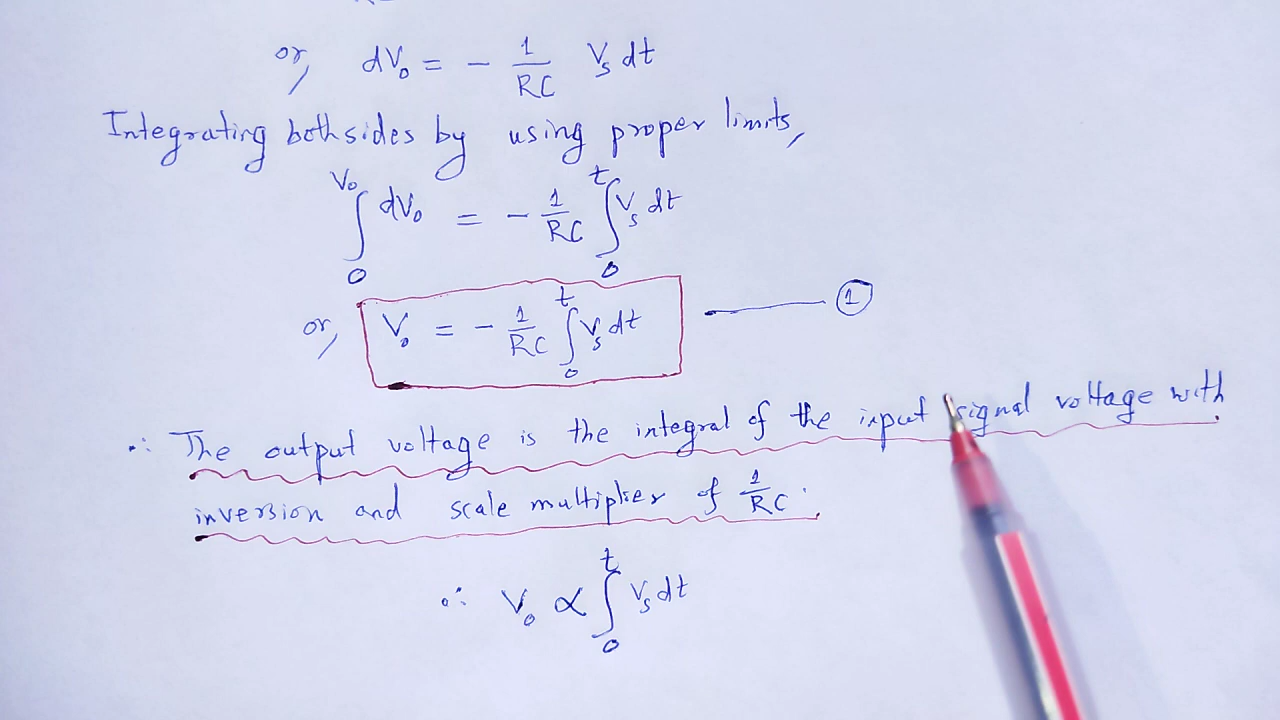 or, dV₀ = - 1/RC Vₛ dt
Integrating both sides by using proper limits,
∫₀^V₀ dV₀ = - 1/RC ∫₀^t Vₛ dt
or, V₀ = - 1/RC ∫₀^t Vₛ dt ——— ①
∴ The output voltage is the integral of the input signal voltage with
inversion and scale multiplier of 1/RC.
∴ V₀ ∝ ∫₀^t Vₛ dt